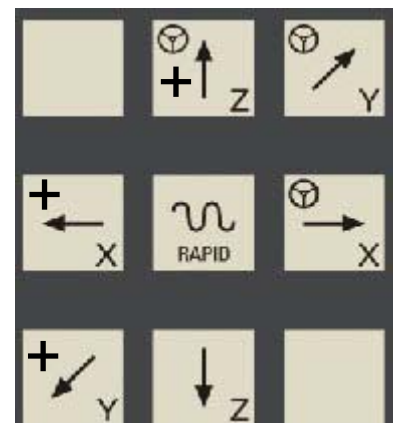 + Z Y
+ X RAPID X
+ Y Z